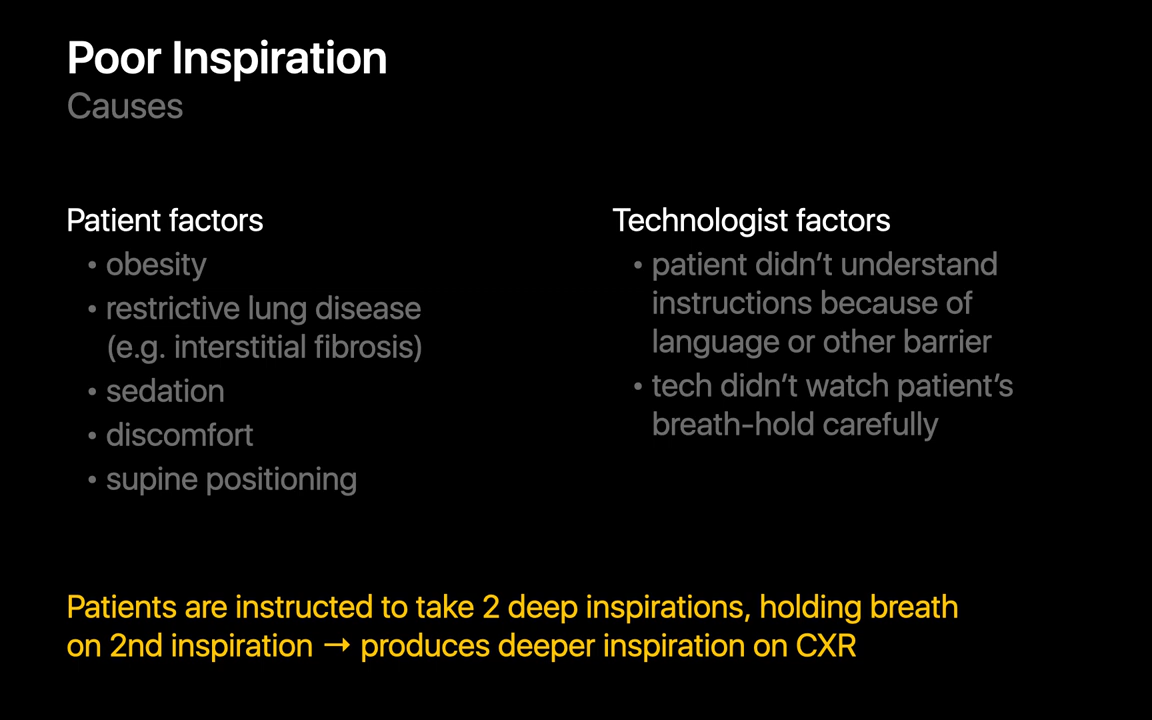 Poor Inspiration
Causes
Patient factors
• obesity
• restrictive lung disease
(e.g. interstitial fibrosis)
• sedation
• discomfort
• supine positioning
Technologist factors
• patient didn’t understand
instructions because of
language or other barrier
• tech didn’t watch patient’s
breath-hold carefully
Patients are instructed to take 2 deep inspirations, holding breath
on 2nd inspiration → produces deeper inspiration on CXR